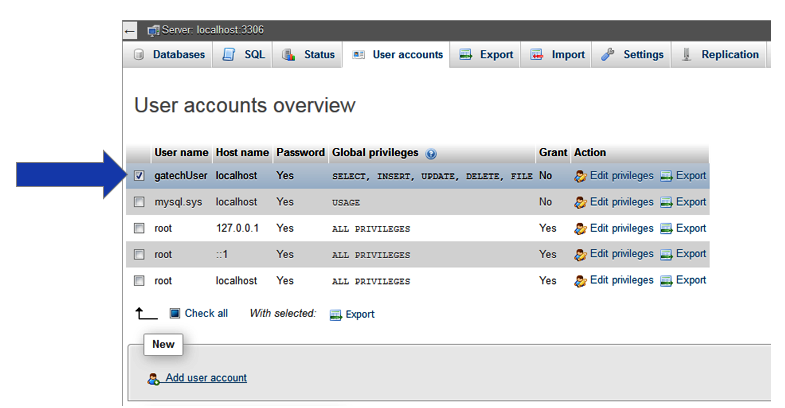 Server: localhost:3306
Databases SQL Status User accounts Export Import Settings Replication
User accounts overview
User name Host name Password Global privileges Grant Action
gatechUser localhost Yes SELECT, INSERT, UPDATE, DELETE, FILE No Edit privileges Export
mysql.sys localhost Yes USAGE No Edit privileges Export
root 127.0.0.1 Yes ALL PRIVILEGES Yes Edit privileges Export
root ::1 Yes ALL PRIVILEGES Yes Edit privileges Export
root localhost Yes ALL PRIVILEGES Yes Edit privileges Export
Check all With selected: Export
New
Add user account